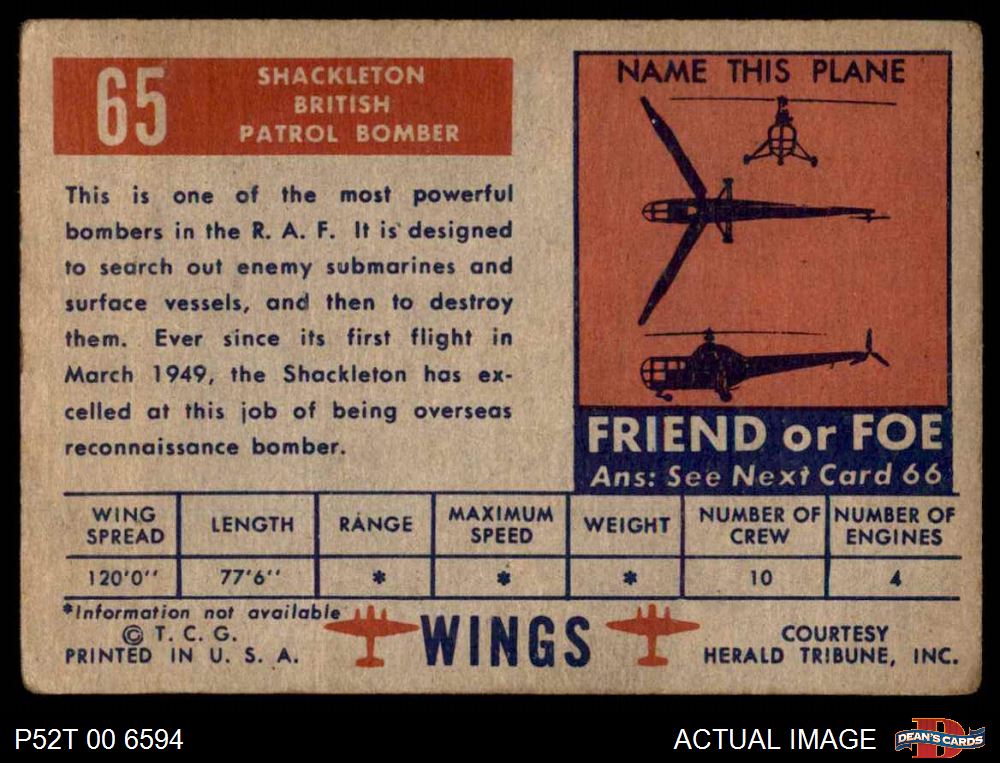 65
SHACKLETON
BRITISH
PATROL BOMBER
This is one of the most powerful
bombers in the R. A. F. It is designed
to search out enemy submarines and
surface vessels, and then to destroy
them. Ever since its first flight in
March 1949, the Shackleton has ex-
celled at this job of being overseas
reconnaissance bomber.
NAME THIS PLANE
FRIEND or FOE
Ans: See Next Card 66
WING SPREAD LENGTH RANGE MAXIMUM SPEED WEIGHT NUMBER OF CREW NUMBER OF ENGINES
120'0'' 77'6'' * * * 10 4
*Information not available
© T. C. G.
PRINTED IN U. S. A.
WINGS
COURTESY
HERALD TRIBUNE, INC.
P52T 00 6594
ACTUAL IMAGE
D
DEAN'S CARDS